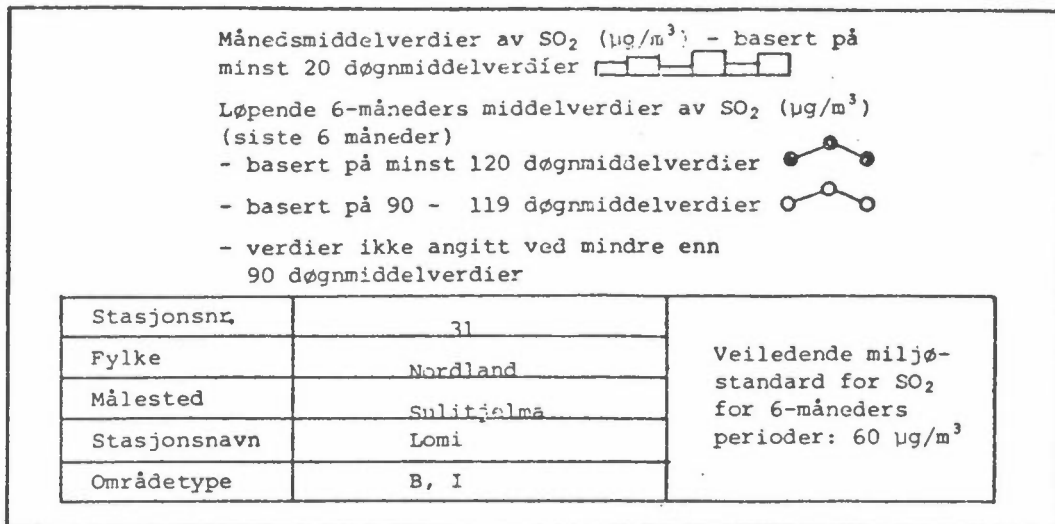 Månedsmiddelverdier av SO₂ (µg/m³) - basert på
minst 20 døgnmiddelverdier
Løpende 6-måneders middelverdier av SO₂ (µg/m³)
(siste 6 måneder)
- basert på minst 120 døgnmiddelverdier
- basert på 90 - 119 døgnmiddelverdier
- verdier ikke angitt ved mindre enn
90 døgnmiddelverdier
Stasjonsnr. 31
Fylke Nordland
Målested Sulitjelma
Stasjonsnavn Lomi
Områdetype B, I
Veiledende miljø-
standard for SO₂
for 6-måneders
perioder: 60 µg/m³